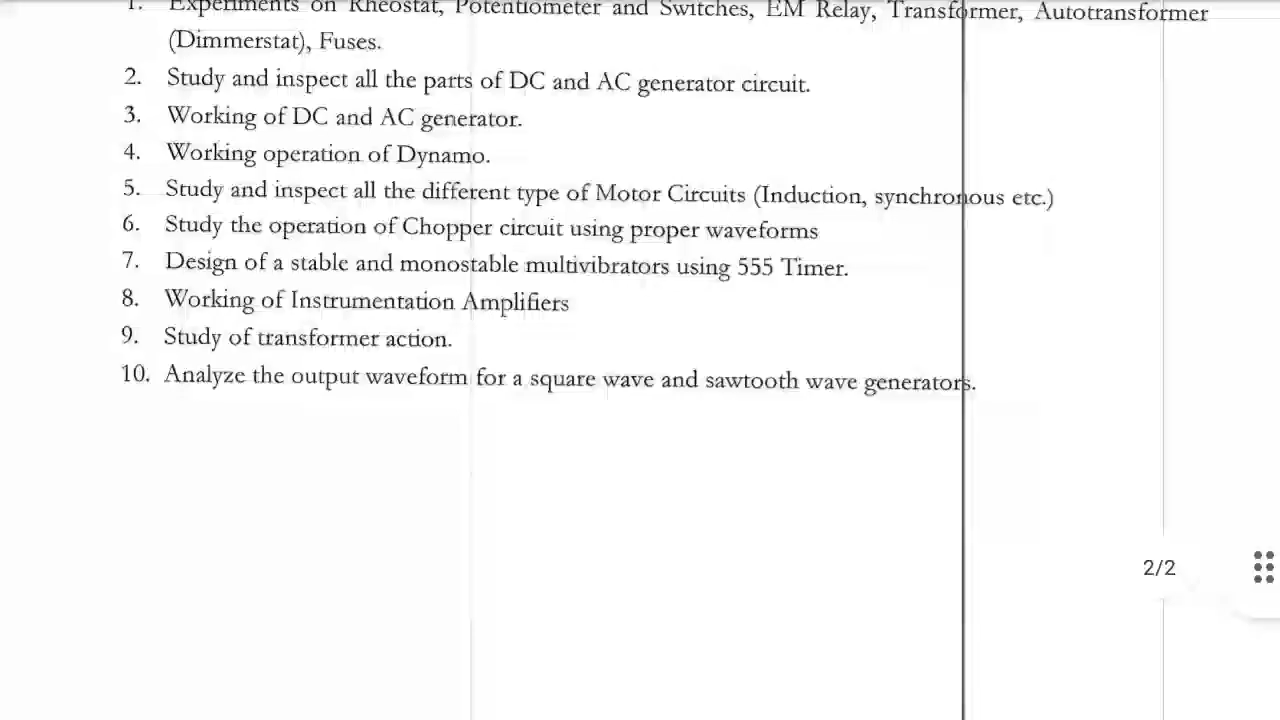 1. Experiments on Rheostat, Potentiometer and Switches, EM Relay, Transformer, Autotransformer
(Dimmerstat), Fuses.
2. Study and inspect all the parts of DC and AC generator circuit.
3. Working of DC and AC generator.
4. Working operation of Dynamo.
5. Study and inspect all the different type of Motor Circuits (Induction, synchronous etc.)
6. Study the operation of Chopper circuit using proper waveforms
7. Design of a stable and monostable multivibrators using 555 Timer.
8. Working of Instrumentation Amplifiers
9. Study of transformer action.
10. Analyze the output waveform for a square wave and sawtooth wave generators.
2/2